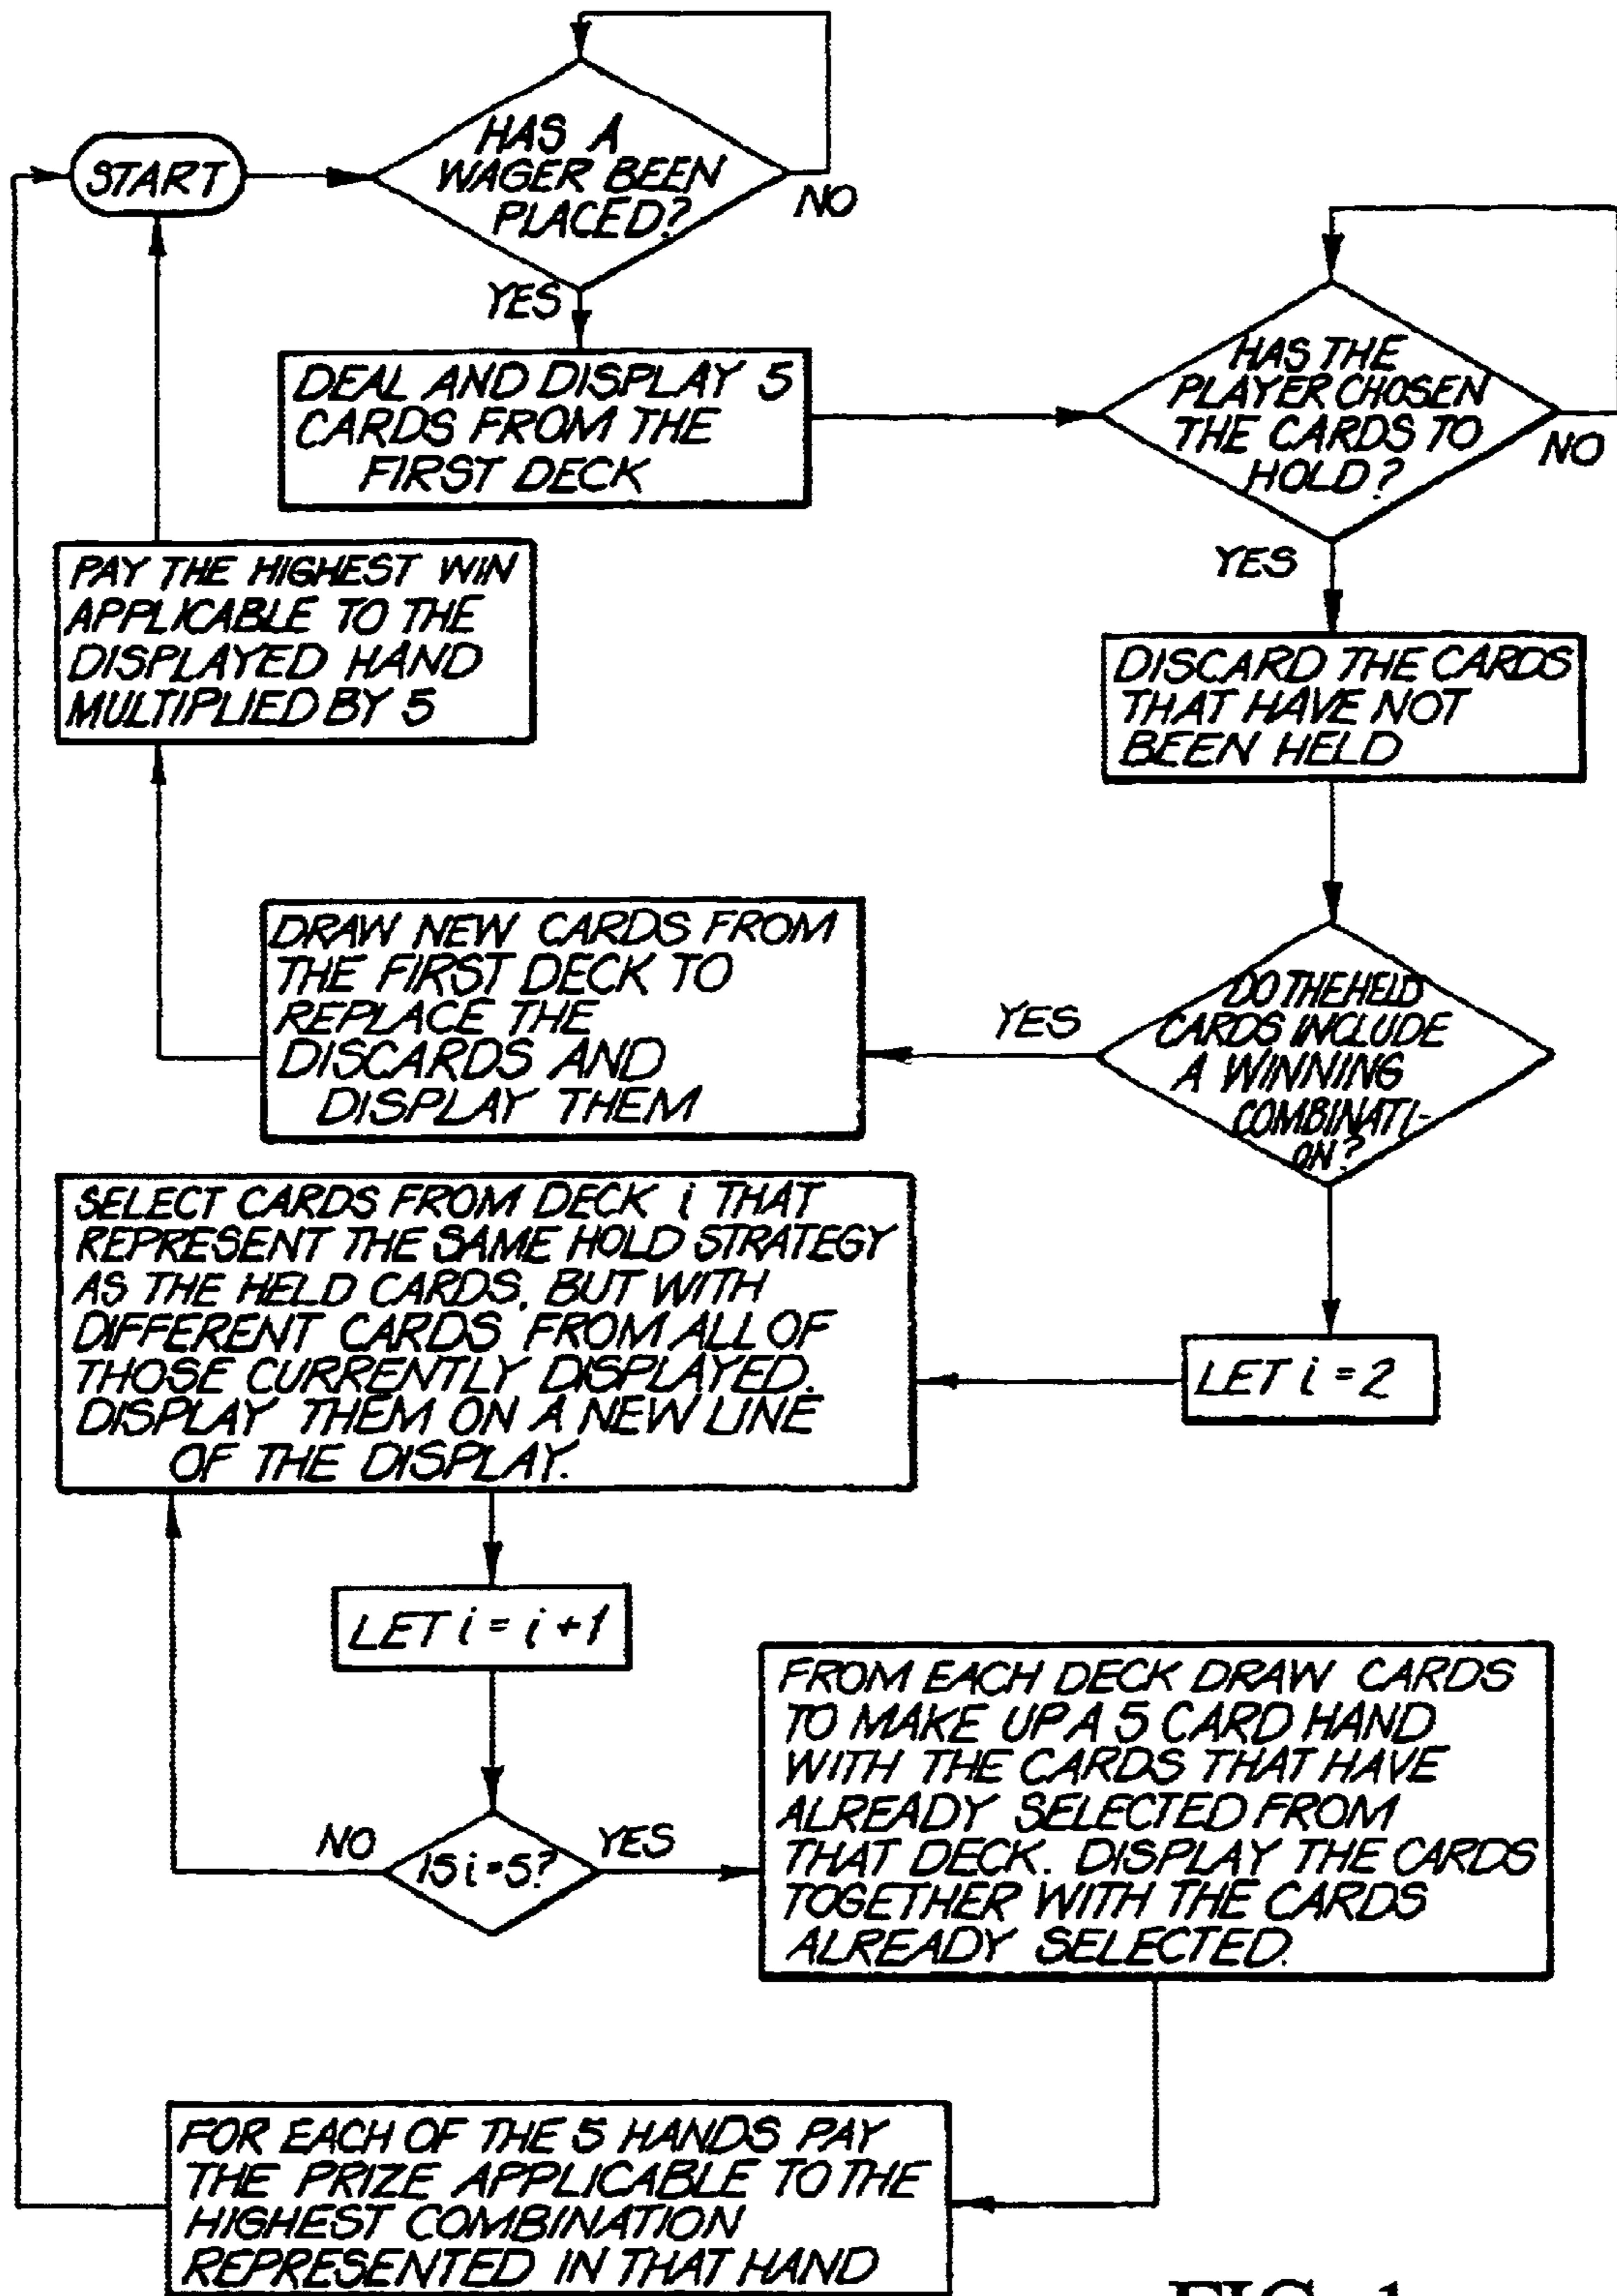 HAS A
WAGER BEEN
PLACED?
START
NO
YES
DEAL AND DISPLAY 5
CARDS FROM THE
FIRST DECK
HAS THE
PLAYER CHOSEN
THE CARDS TO
HOLD?
NO
YES
PAY THE HIGHEST WIN
APPLICABLE TO THE
DISPLAYED HAND
MULTIPLIED BY 5
DISCARD THE CARDS
THAT HAVE NOT
BEEN HELD
DRAW NEW CARDS FROM
THE FIRST DECK TO
REPLACE THE
DISCARDS AND
DISPLAY THEM
YES
DO THE HELD
CARDS INCLUDE
A WINNING
COMBINATI-
ON?
SELECT CARDS FROM DECK i THAT
REPRESENT THE SAME HOLD STRATEGY
AS THE HELD CARDS, BUT WITH
DIFFERENT CARDS FROM ALL OF
THOSE CURRENTLY DISPLAYED.
DISPLAY THEM ON A NEW LINE
OF THE DISPLAY.
LET i = 2
LET i = i + 1
NO
IS i = 5?
YES
FROM EACH DECK DRAW CARDS
TO MAKE UP A 5 CARD HAND
WITH THE CARDS THAT HAVE
ALREADY SELECTED FROM
THAT DECK. DISPLAY THE CARDS
TOGETHER WITH THE CARDS
ALREADY SELECTED.
FOR EACH OF THE 5 HANDS PAY
THE PRIZE APPLICABLE TO THE
HIGHEST COMBINATION
REPRESENTED IN THAT HAND
FIG. 1